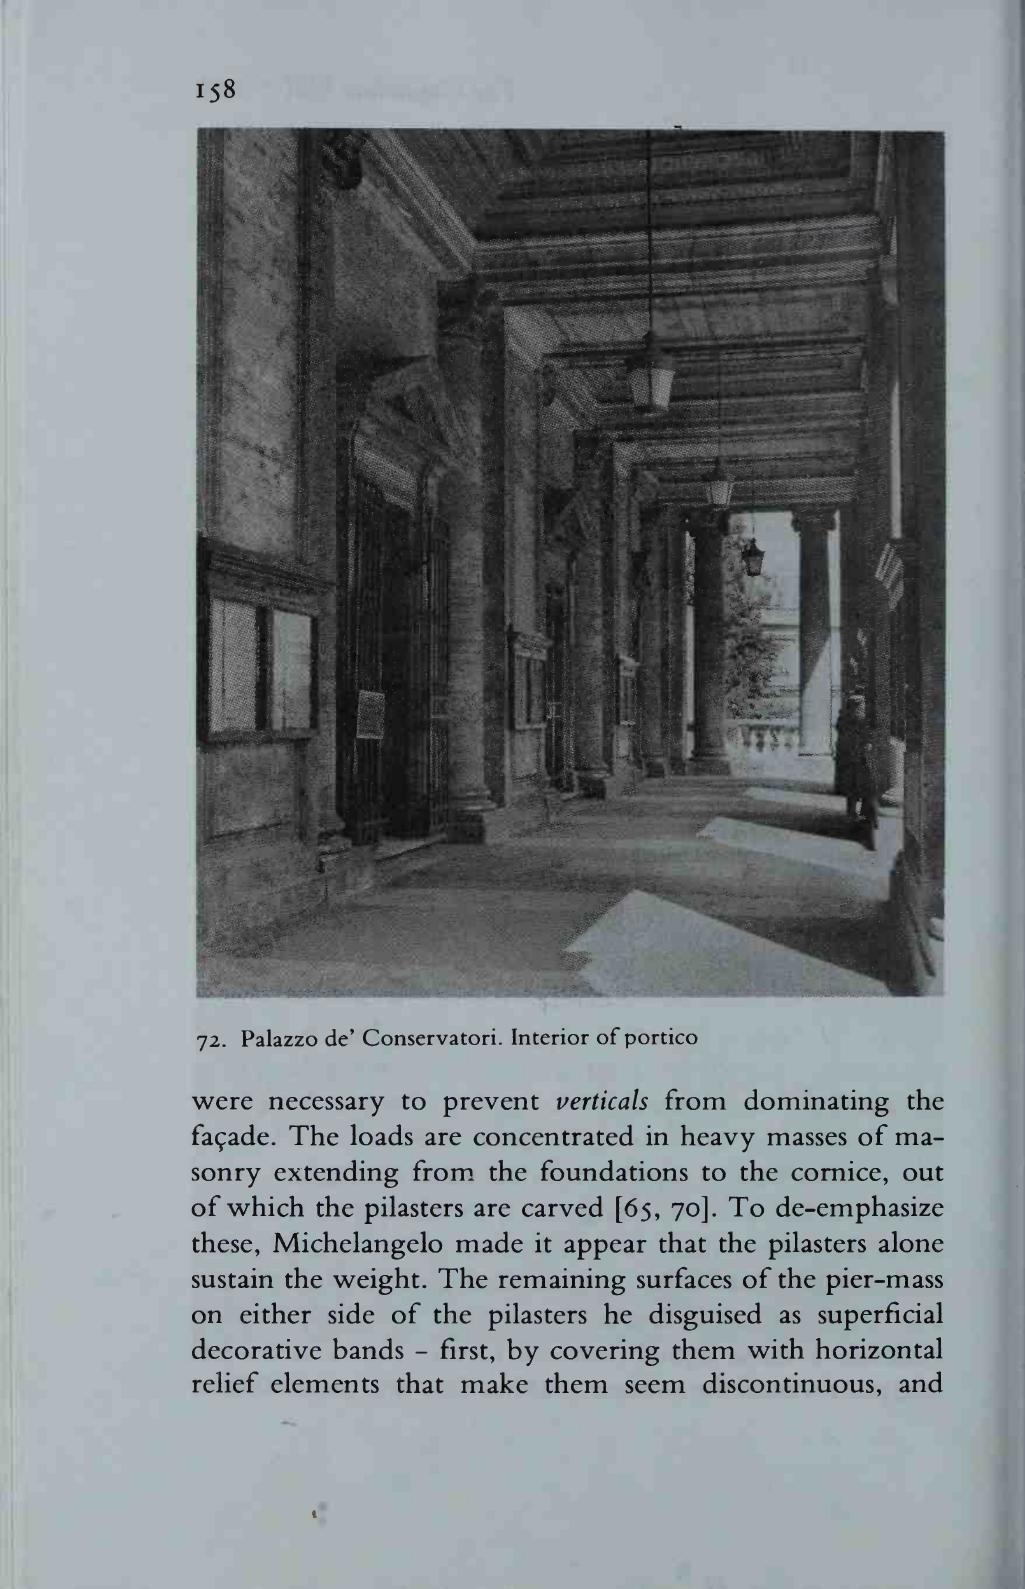 158
72. Palazzo de' Conservatori. Interior of portico
were necessary to prevent verticals from dominating the
façade. The loads are concentrated in heavy masses of ma-
sonry extending from the foundations to the cornice, out
of which the pilasters are carved [65, 70]. To de-emphasize
these, Michelangelo made it appear that the pilasters alone
sustain the weight. The remaining surfaces of the pier-mass
on either side of the pilasters he disguised as superficial
decorative bands – first, by covering them with horizontal
relief elements that make them seem discontinuous, and